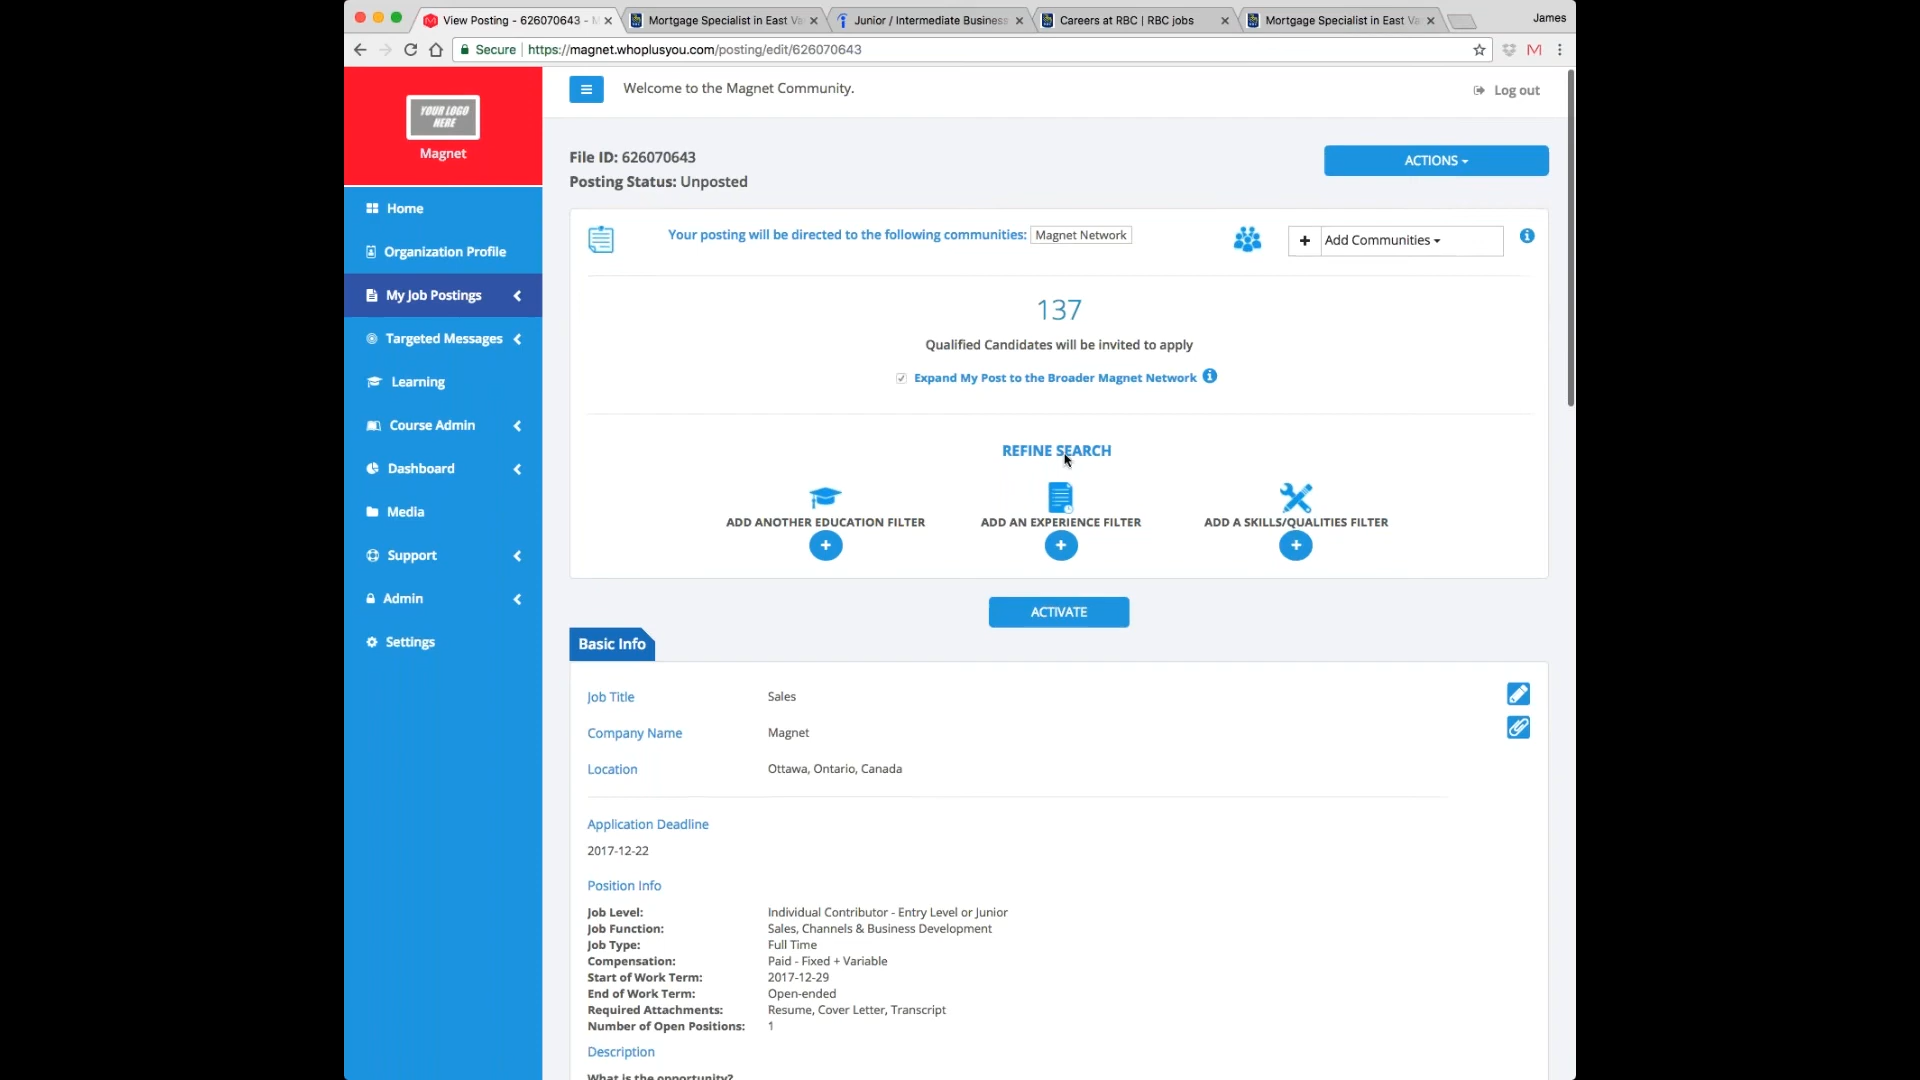 View Posting - 626070643 - M
Mortgage Specialist in East Va
Junior / Intermediate Business
Careers at RBC | RBC jobs
Mortgage Specialist in East Va
James
Secure
https://magnet.whoplusyou.com/posting/edit/626070643
YOUR LOGO
HERE
Magnet
Welcome to the Magnet Community.
Log out
Home
Organization Profile
My Job Postings
Targeted Messages
Learning
Course Admin
Dashboard
Media
Support
Admin
Settings
File ID: 626070643
Posting Status: Unposted
ACTIONS
Your posting will be directed to the following communities: Magnet Network
Add Communities
137
Qualified Candidates will be invited to apply
Expand My Post to the Broader Magnet Network
REFINE SEARCH
ADD ANOTHER EDUCATION FILTER
ADD AN EXPERIENCE FILTER
ADD A SKILLS/QUALITIES FILTER
ACTIVATE
Basic Info
Job Title Sales
Company Name Magnet
Location Ottawa, Ontario, Canada
Application Deadline
2017-12-22
Position Info
Job Level: Individual Contributor - Entry Level or Junior
Job Function: Sales, Channels & Business Development
Job Type: Full Time
Compensation: Paid - Fixed + Variable
Start of Work Term: 2017-12-29
End of Work Term: Open-ended
Required Attachments: Resume, Cover Letter, Transcript
Number of Open Positions: 1
Description
What is the opportunity?